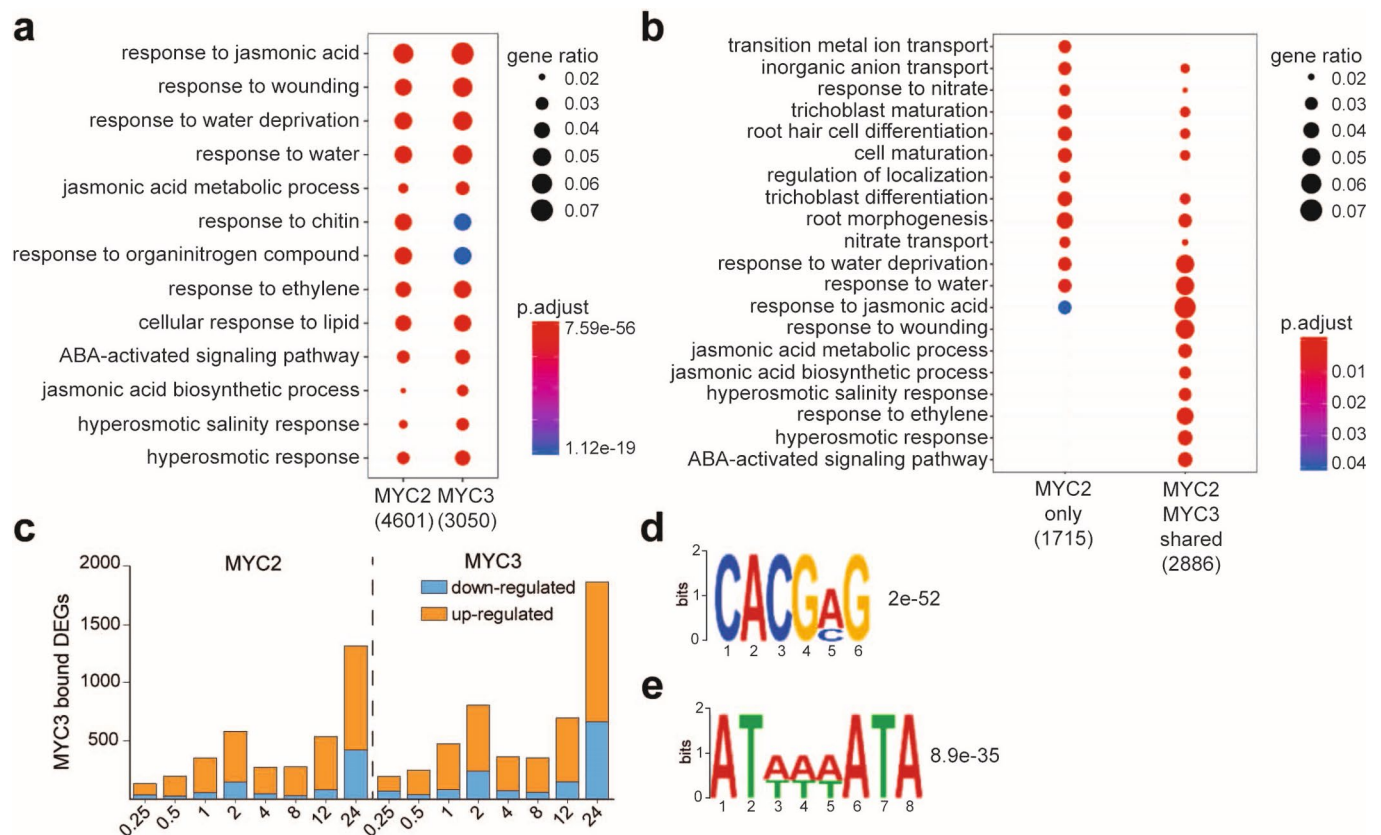 a
response to jasmonic acid
response to wounding
response to water deprivation
response to water
jasmonic acid metabolic process
response to chitin
response to organinitrogen compound
response to ethylene
cellular response to lipid
ABA-activated signaling pathway
jasmonic acid biosynthetic process
hyperosmotic salinity response
hyperosmotic response
MYC2 MYC3
(4601) (3050)
gene ratio
0.02
0.03
0.04
0.05
0.06
0.07
p.adjust
7.59e-56
1.12e-19
b
transition metal ion transport
inorganic anion transport
response to nitrate
trichoblast maturation
root hair cell differentiation
cell maturation
regulation of localization
trichoblast differentiation
root morphogenesis
nitrate transport
response to water deprivation
response to water
response to jasmonic acid
response to wounding
jasmonic acid metabolic process
jasmonic acid biosynthetic process
hyperosmotic salinity response
response to ethylene
hyperosmotic response
ABA-activated signaling pathway
MYC2
only
(1715)
MYC2
MYC3
shared
(2886)
gene ratio
0.02
0.03
0.04
0.05
0.06
0.07
p.adjust
0.01
0.02
0.03
0.04
c
MYC2
MYC3
down-regulated
up-regulated
MYC3 bound DEGs
2000
1500
1000
500
0.25 0.5 1 2 4 8 12 24 0.25 0.5 1 2 4 8 12 24
d
bits
2
1
0
CACGAG
C
1 2 3 4 5 6
2e-52
e
bits
2
1
0
ATAAAATA
TTT
1 2 3 4 5 6 7 8
8.9e-35